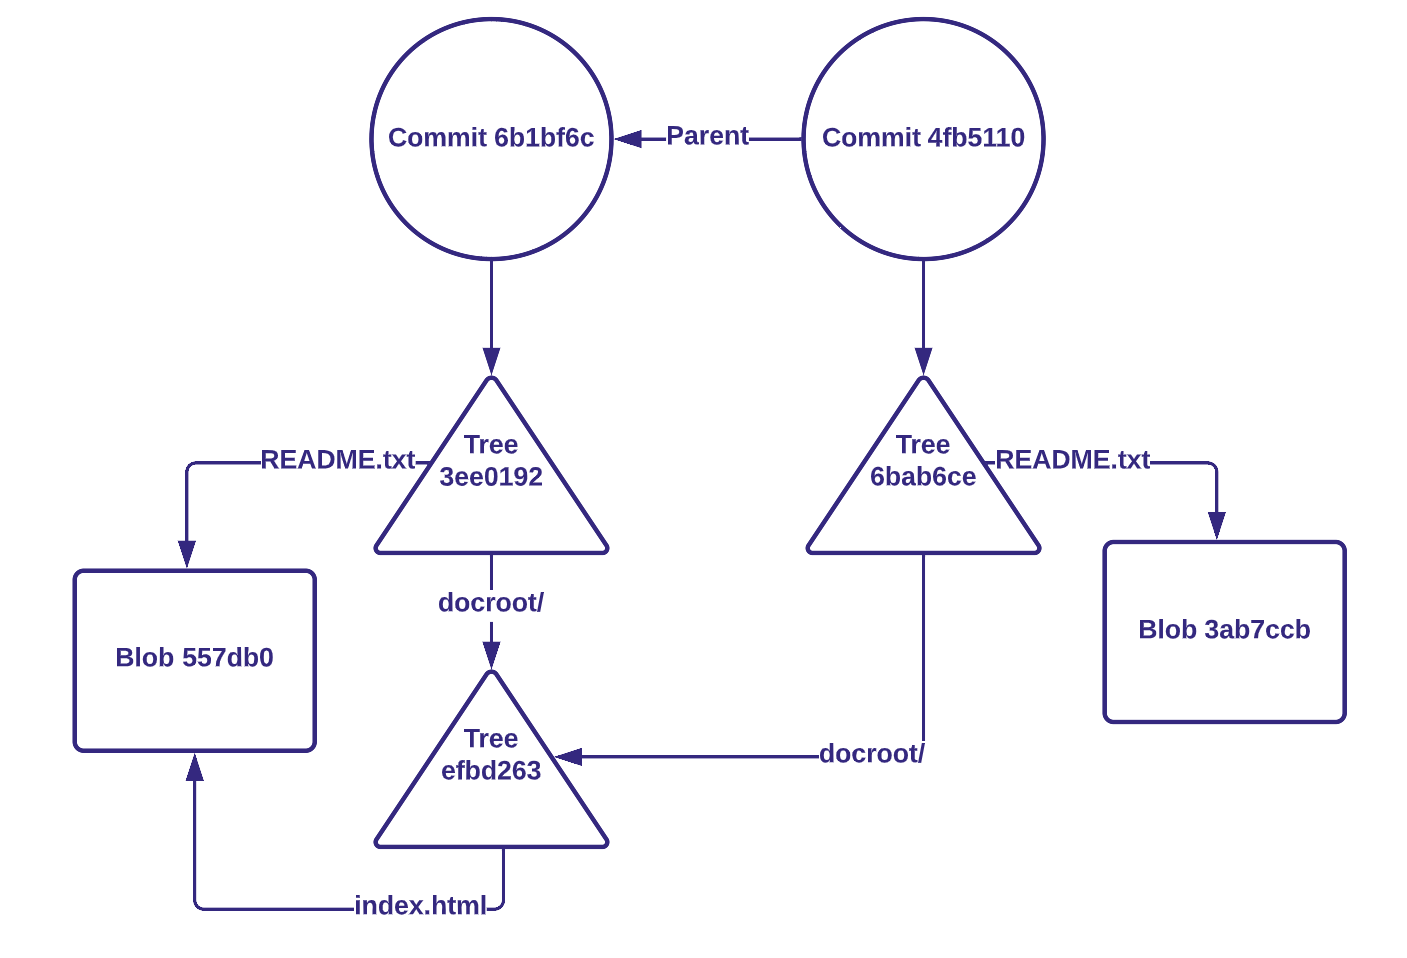 Commit 6b1bf6c
Parent
Commit 4fb5110
README.txt
Tree
3ee0192
Tree
6bab6ce
README.txt
docroot/
Blob 557db0
Blob 3ab7ccb
Tree
efbd263
docroot/
index.html